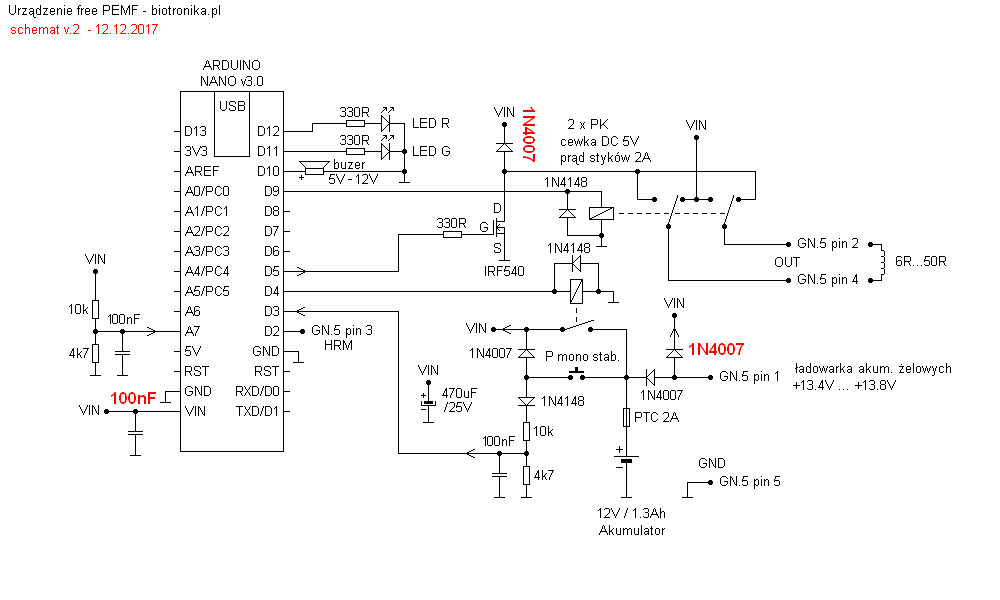 Urządzenie free PEMF - biotronika.pl
schemat v.2 - 12.12.2017
ARDUINO
NANO v3.0
USB
D13
3V3
AREF
A0/PC0
A1/PC1
A2/PC2
A3/PC3
A4/PC4
A5/PC5
A6
A7
5V
RST
GND
VIN
D12
D11
D10
D9
D8
D7
D6
D5
D4
D3
D2
GND
RST
RXD/D0
TXD/D1
330R
LED R
330R
LED G
buzer
+
5V - 12V
VIN
1N4007
2 x PK
cewka DC 5V
prąd styków 2A
VIN
1N4148
330R
D
G
S
IRF540
1N4148
GN.5 pin 2
OUT
6R...50R
GN.5 pin 4
VIN
10k
100nF
4k7
VIN
100nF
GN.5 pin 3
HRM
VIN
1N4007
P mono stab.
VIN
1N4007
1N4007
GN.5 pin 1
ładowarka akum. żelowych
+13.4V ... +13.8V
VIN
+
-
470uF
/25V
1N4148
PTC 2A
10k
100nF
4k7
+
-
12V / 1.3Ah
Akumulator
GND
GN.5 pin 5